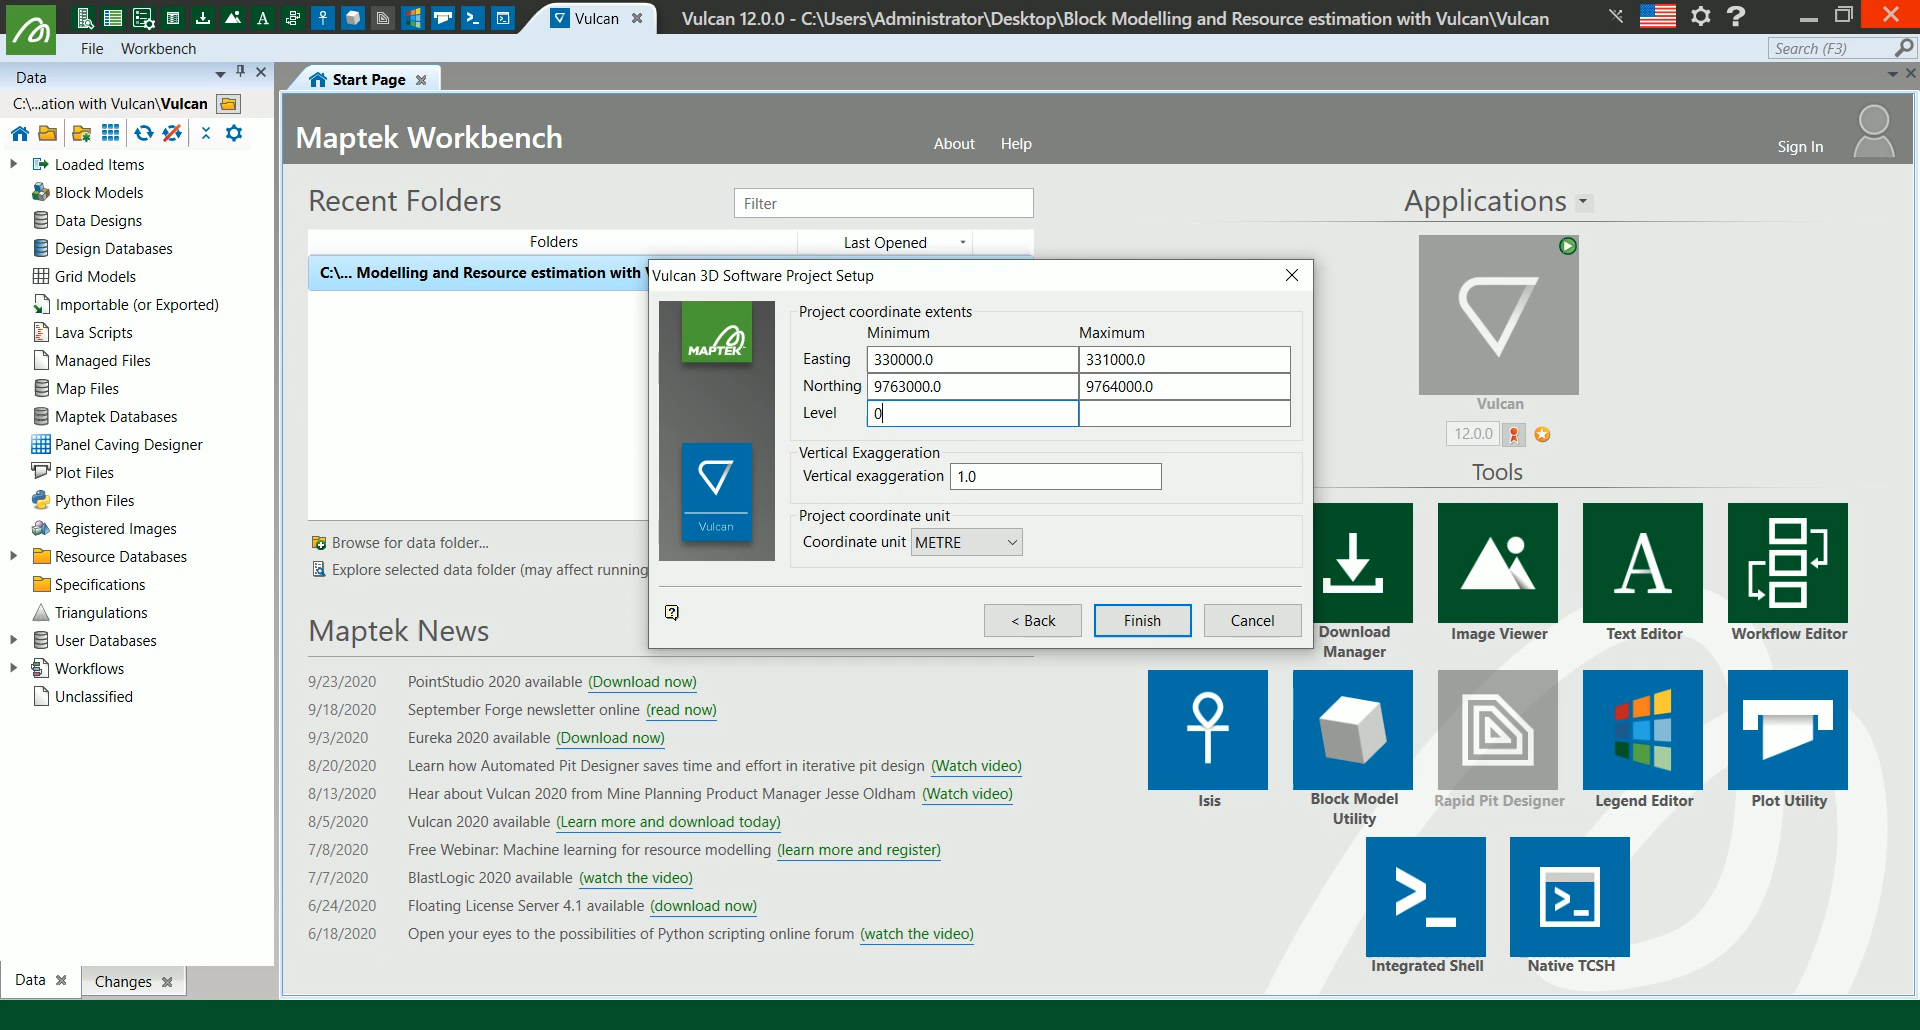 Vulcan
Vulcan 12.0.0 - C:\Users\Administrator\Desktop\Block Modelling and Resource estimation with Vulcan\Vulcan
File Workbench
Search (F3)
Data
C:\...ation with Vulcan\Vulcan
Loaded Items
Block Models
Data Designs
Design Databases
Grid Models
Importable (or Exported)
Lava Scripts
Managed Files
Map Files
Maptek Databases
Panel Caving Designer
Plot Files
Python Files
Registered Images
Resource Databases
Specifications
Triangulations
User Databases
Workflows
Unclassified
Data
Changes
Start Page
Maptek Workbench
About Help
Sign In
Recent Folders
Filter
Folders Last Opened
C:\... Modelling and Resource estimation with
Browse for data folder...
Explore selected data folder (may affect running
Maptek News
9/23/2020 PointStudio 2020 available (Download now)
9/18/2020 September Forge newsletter online (read now)
9/3/2020 Eureka 2020 available (Download now)
8/20/2020 Learn how Automated Pit Designer saves time and effort in iterative pit design (Watch video)
8/13/2020 Hear about Vulcan 2020 from Mine Planning Product Manager Jesse Oldham (Watch video)
8/5/2020 Vulcan 2020 available (Learn more and download today)
7/8/2020 Free Webinar: Machine learning for resource modelling (learn more and register)
7/7/2020 BlastLogic 2020 available (watch the video)
6/24/2020 Floating License Server 4.1 available (download now)
6/18/2020 Open your eyes to the possibilities of Python scripting online forum (watch the video)
Vulcan 3D Software Project Setup
MAPTEK
Vulcan
Project coordinate extents
Minimum Maximum
Easting 330000.0 331000.0
Northing 9763000.0 9764000.0
Level 0
Vertical Exaggeration
Vertical exaggeration 1.0
Project coordinate unit
Coordinate unit METRE
< Back Finish Cancel
Applications
Vulcan
12.0.0
Tools
Download Manager
Image Viewer
Text Editor
Workflow Editor
Isis
Block Model Utility
Rapid Pit Designer
Legend Editor
Plot Utility
Integrated Shell
Native TCSH